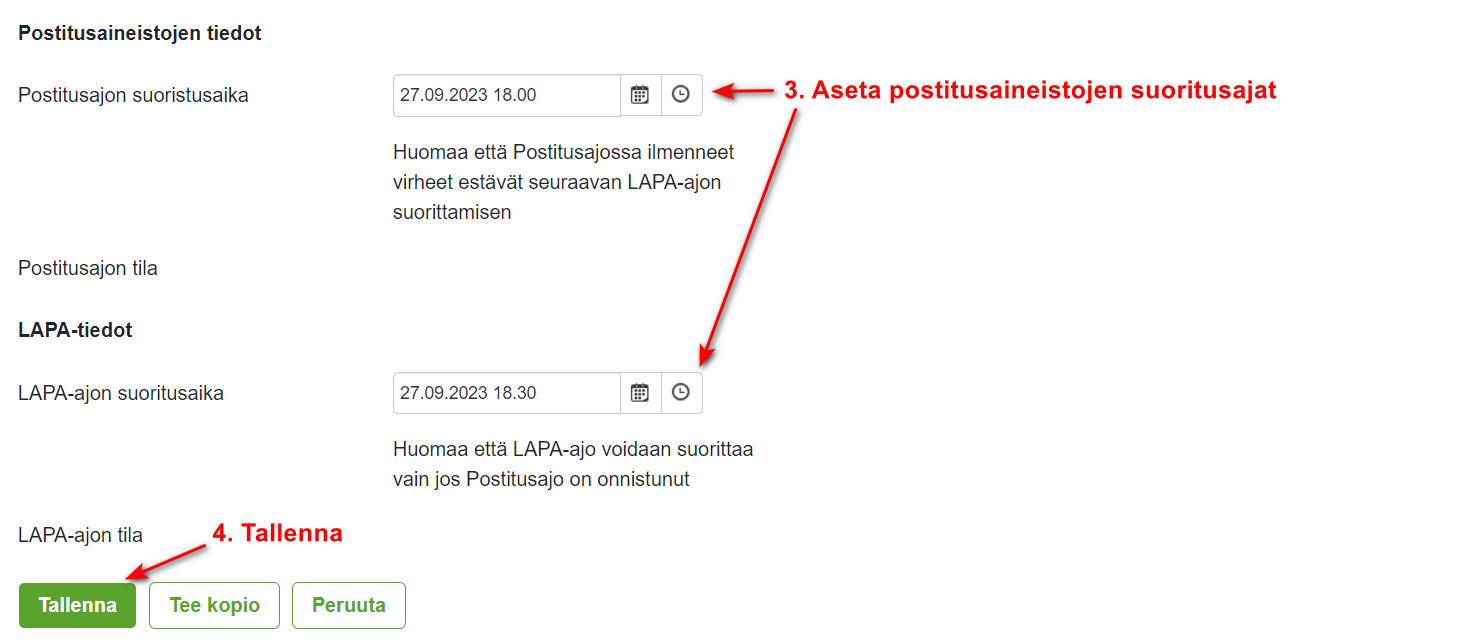 Postitusaineistojen tiedot
Postitusajon suoristusaika
27.09.2023 18.00
3. Aseta postitusaineistojen suoritusajat
Huomaa että Postitusajossa ilmenneet
virheet estävät seuraavan LAPA-ajon
suorittamisen
Postitusajon tila
LAPA-tiedot
LAPA-ajon suoritusaika
27.09.2023 18.30
Huomaa että LAPA-ajo voidaan suorittaa
vain jos Postitusajo on onnistunut
LAPA-ajon tila
4. Tallenna
Tallenna
Tee kopio
Peruuta